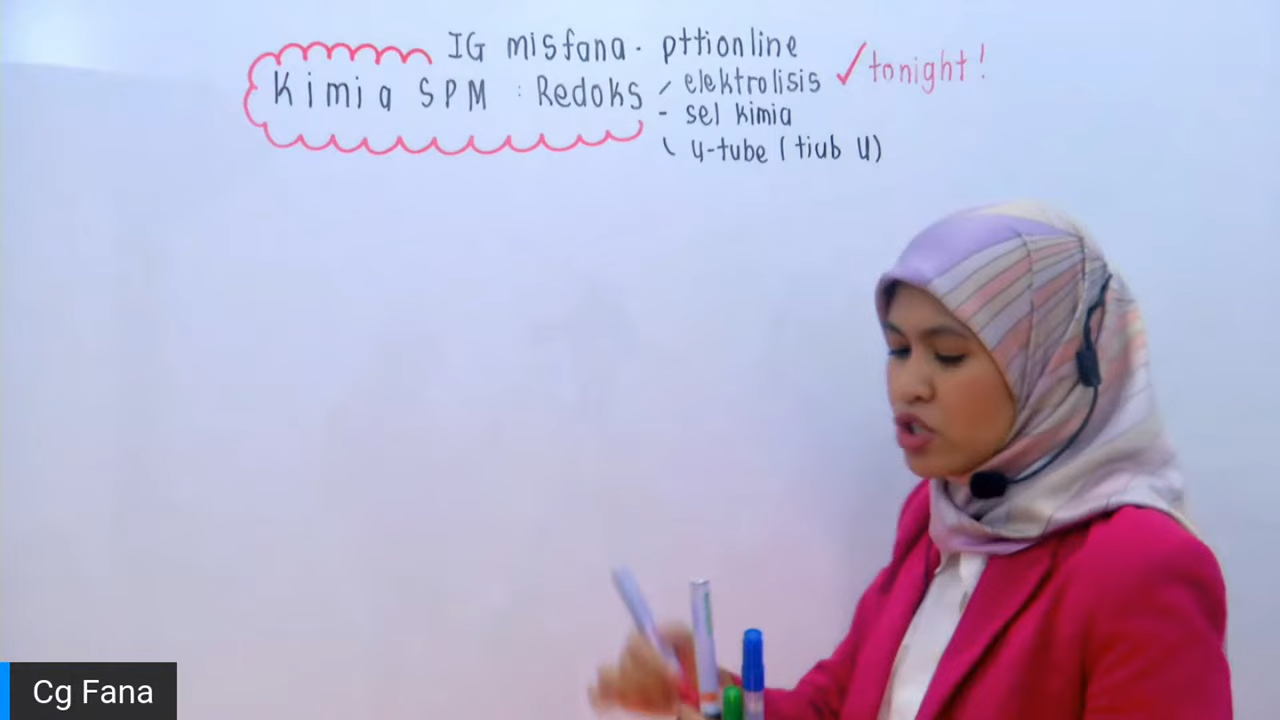 IG misfana.pttionline
Kimia SPM : Redoks
elektrolisis ✓ tonight!
- sel kimia
U-tube (tiub U)
Cg Fana